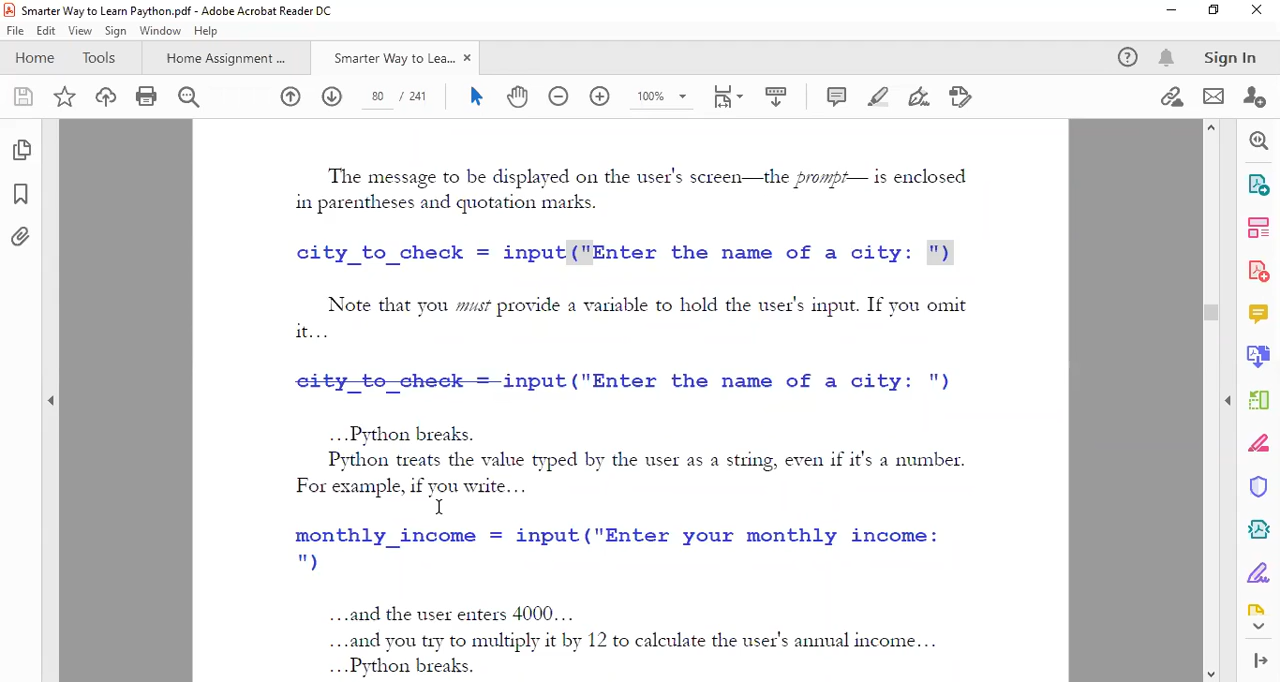 Smarter Way to Learn Paython.pdf - Adobe Acrobat Reader DC
File Edit View Sign Window Help
Home Tools Home Assignment ... Smarter Way to Lea... × Sign In
80 / 241 100%
The message to be displayed on the user's screen—the prompt— is enclosed
in parentheses and quotation marks.
city_to_check = input("Enter the name of a city: ")
Note that you must provide a variable to hold the user's input. If you omit
it…
city_to_check = input("Enter the name of a city: ")
…Python breaks.
Python treats the value typed by the user as a string, even if it's a number.
For example, if you write…
monthly_income = input("Enter your monthly income:
")
…and the user enters 4000…
…and you try to multiply it by 12 to calculate the user's annual income…
…Python breaks.